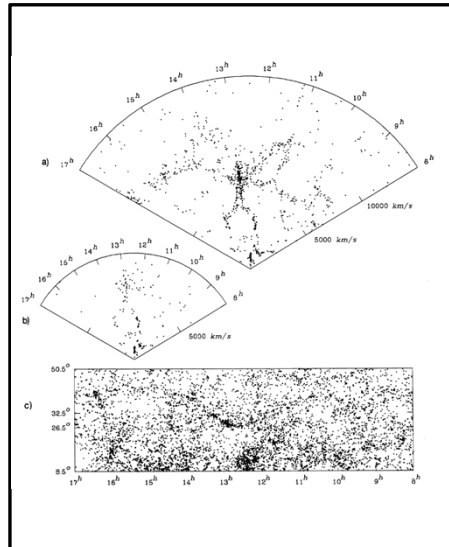 13ʰ 12ʰ
14ʰ 11ʰ
15ʰ 10ʰ
16ʰ 9ʰ
a) 17ʰ 8ʰ
10000 km/s
5000 km/s
13ʰ 12ʰ
14ʰ 11ʰ
15ʰ 10ʰ
16ʰ 9ʰ
17ʰ 8ʰ
b)
5000 km/s
50.5°
c)
32.5°
26.5°
8.5°
17ʰ 16ʰ 15ʰ 14ʰ 13ʰ 12ʰ 11ʰ 10ʰ 9ʰ 8ʰ